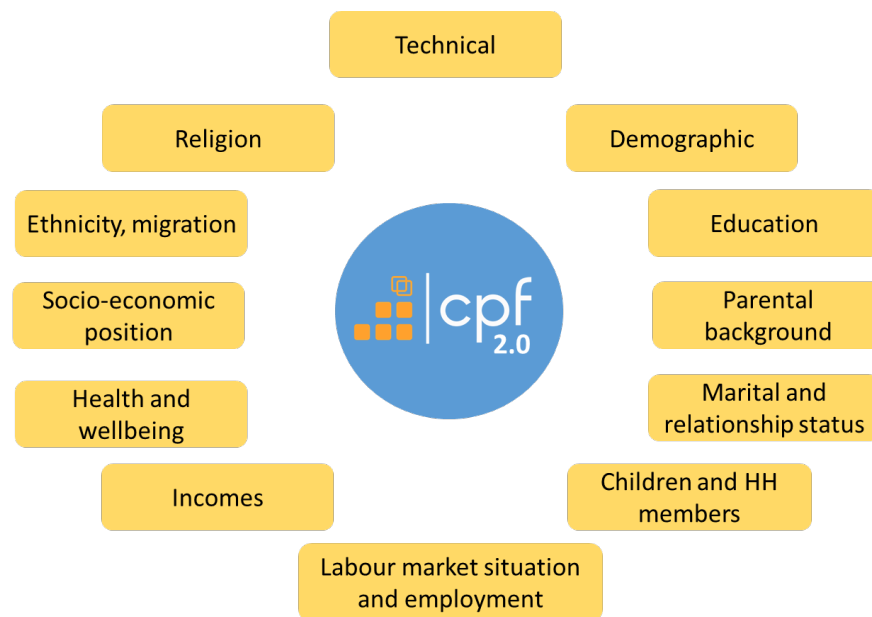 Technical
Religion
Demographic
Ethnicity, migration
Education
Socio-economic
position
Parental
background
cpf
2.0
Health and
wellbeing
Marital and
relationship status
Incomes
Children and HH
members
Labour market situation
and employment